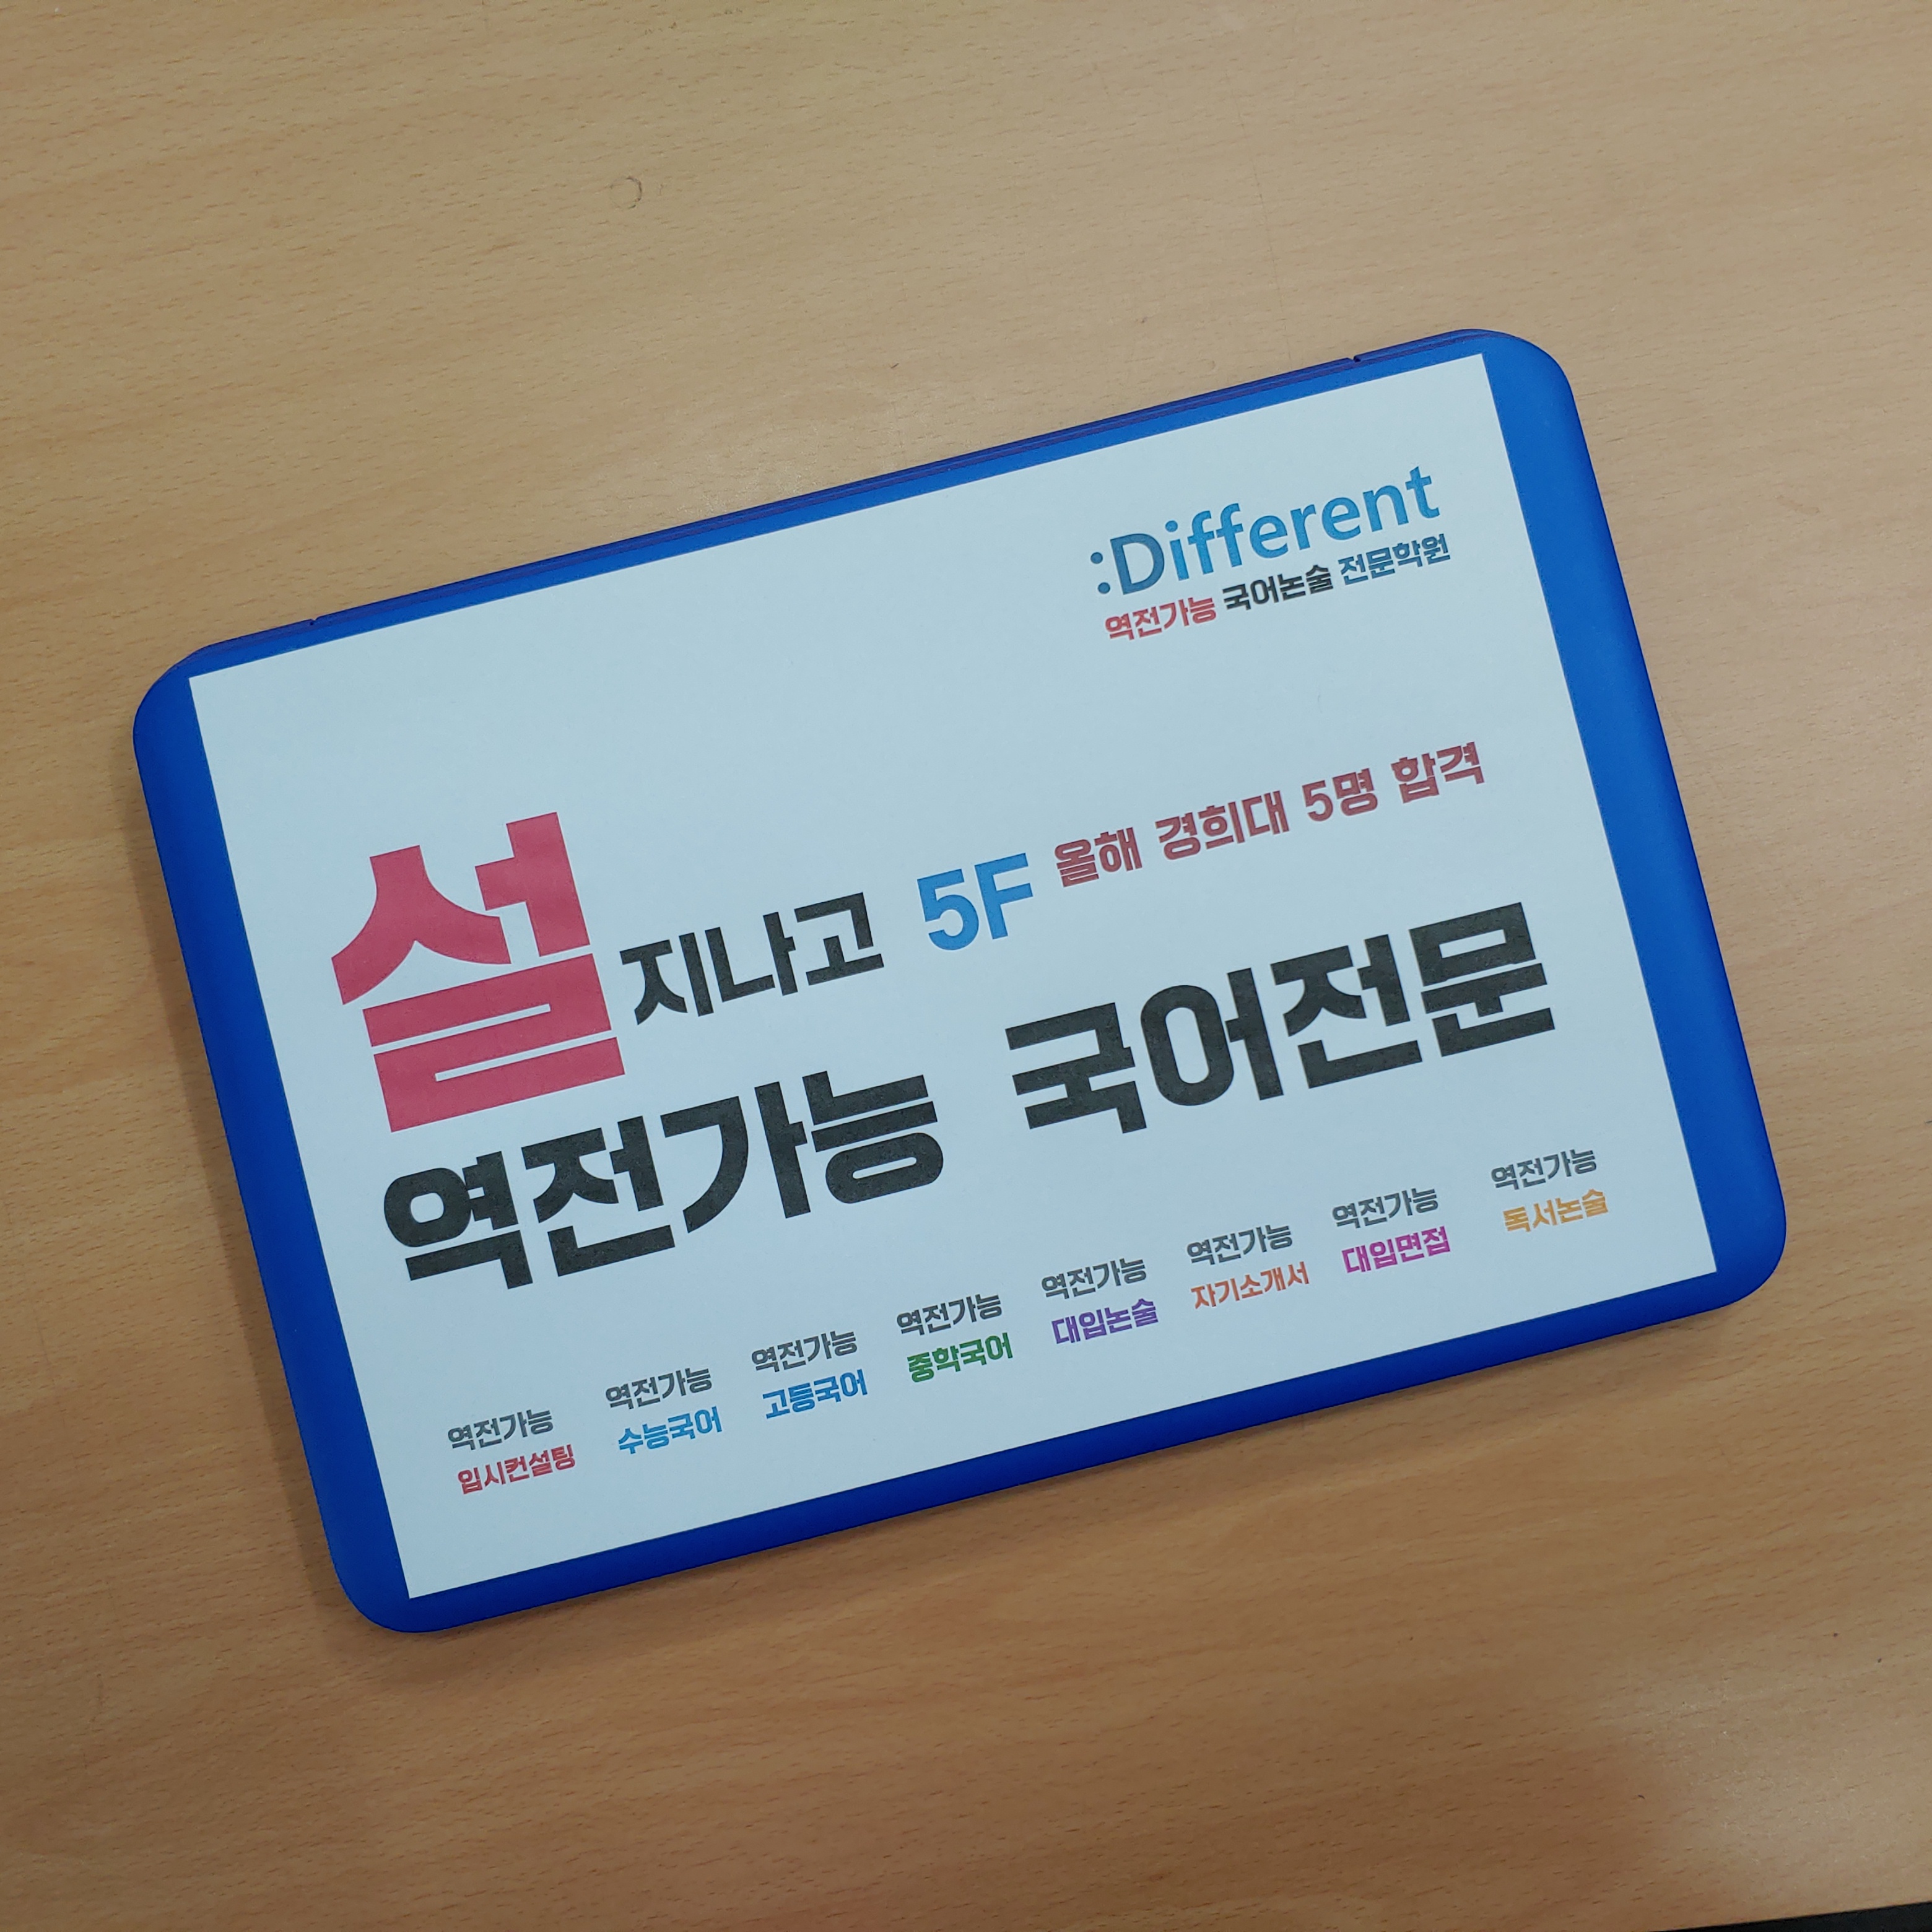 :Different
역전가능 국어논술 전문학원
설 지나고 5F 올해 경희대 5명 합격
역전가능 국어전문
역전가능 역전가능 역전가능 역전가능 역전가능 역전가능 역전가능 역전가능
입시컨설팅 수능국어 고등국어 중학국어 대입논술 자기소개서 대입면접 독서논술